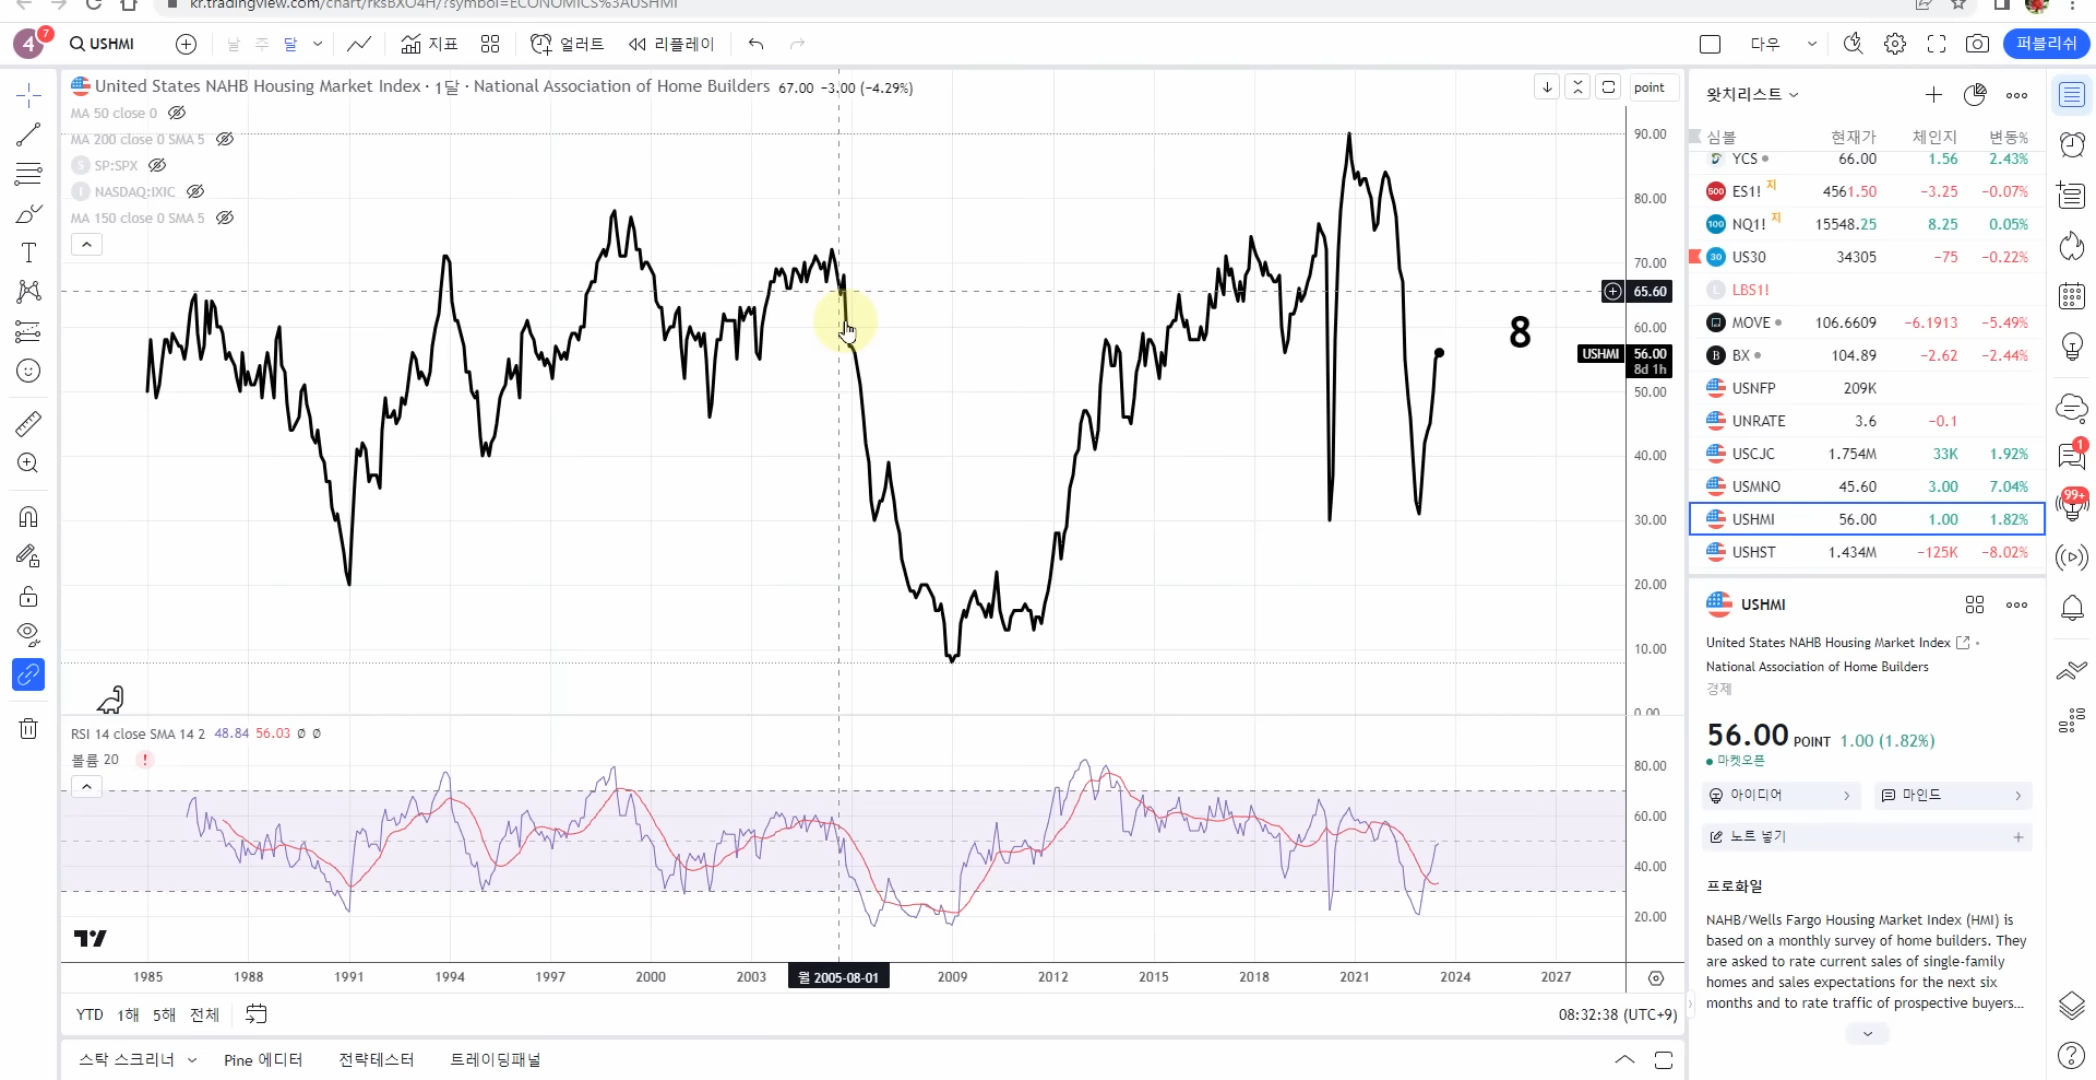 kr.tradingview.com/chart/rksBXO4H/?symbol=ECONOMICS%3AUSHMI
4 7 USHMI 날 주 달 지표 얼러트 리플레이 다우 퍼블리쉬
United States NAHB Housing Market Index · 1달 · National Association of Home Builders 67.00 −3.00 (−4.29%) point
MA 50 close 0
MA 200 close 0 SMA 5
S SP:SPX
I NASDAQ:IXIC
MA 150 close 0 SMA 5
90.00
80.00
70.00
65.60
60.00
8
USHMI 56.00
8d 1h
50.00
40.00
30.00
20.00
10.00
0.00
RSI 14 close SMA 14 2 48.84 56.03 Ø Ø
볼륨 20 !
80.00
60.00
40.00
20.00
1985 1988 1991 1994 1997 2000 2003 월 2005-08-01 2009 2012 2015 2018 2021 2024 2027
YTD 1해 5해 전체 08:32:38 (UTC+9)
스탁 스크리너 Pine 에디터 전략테스터 트레이딩패널
왓치리스트
심볼 현재가 체인지 변동%
YCS 66.00 1.56 2.43%
500 ES1! 지 4561.50 −3.25 −0.07%
100 NQ1! 지 15548.25 8.25 0.05%
30 US30 34305 −75 −0.22%
L LBS1!
MOVE 106.6609 −6.1913 −5.49%
B BX 104.89 −2.62 −2.44%
USNFP 209K
UNRATE 3.6 −0.1
USCJC 1.754M 33K 1.92%
USMNO 45.60 3.00 7.04%
USHMI 56.00 1.00 1.82%
USHST 1.434M −125K −8.02%
USHMI
United States NAHB Housing Market Index •
National Association of Home Builders
경제
56.00 POINT 1.00 (1.82%)
마켓오픈
아이디어 마인드
노트 넣기
프로화일
NAHB/Wells Fargo Housing Market Index (HMI) is
based on a monthly survey of home builders. They
are asked to rate current sales of single-family
homes and sales expectations for the next six
months and to rate traffic of prospective buyers...
1
99+